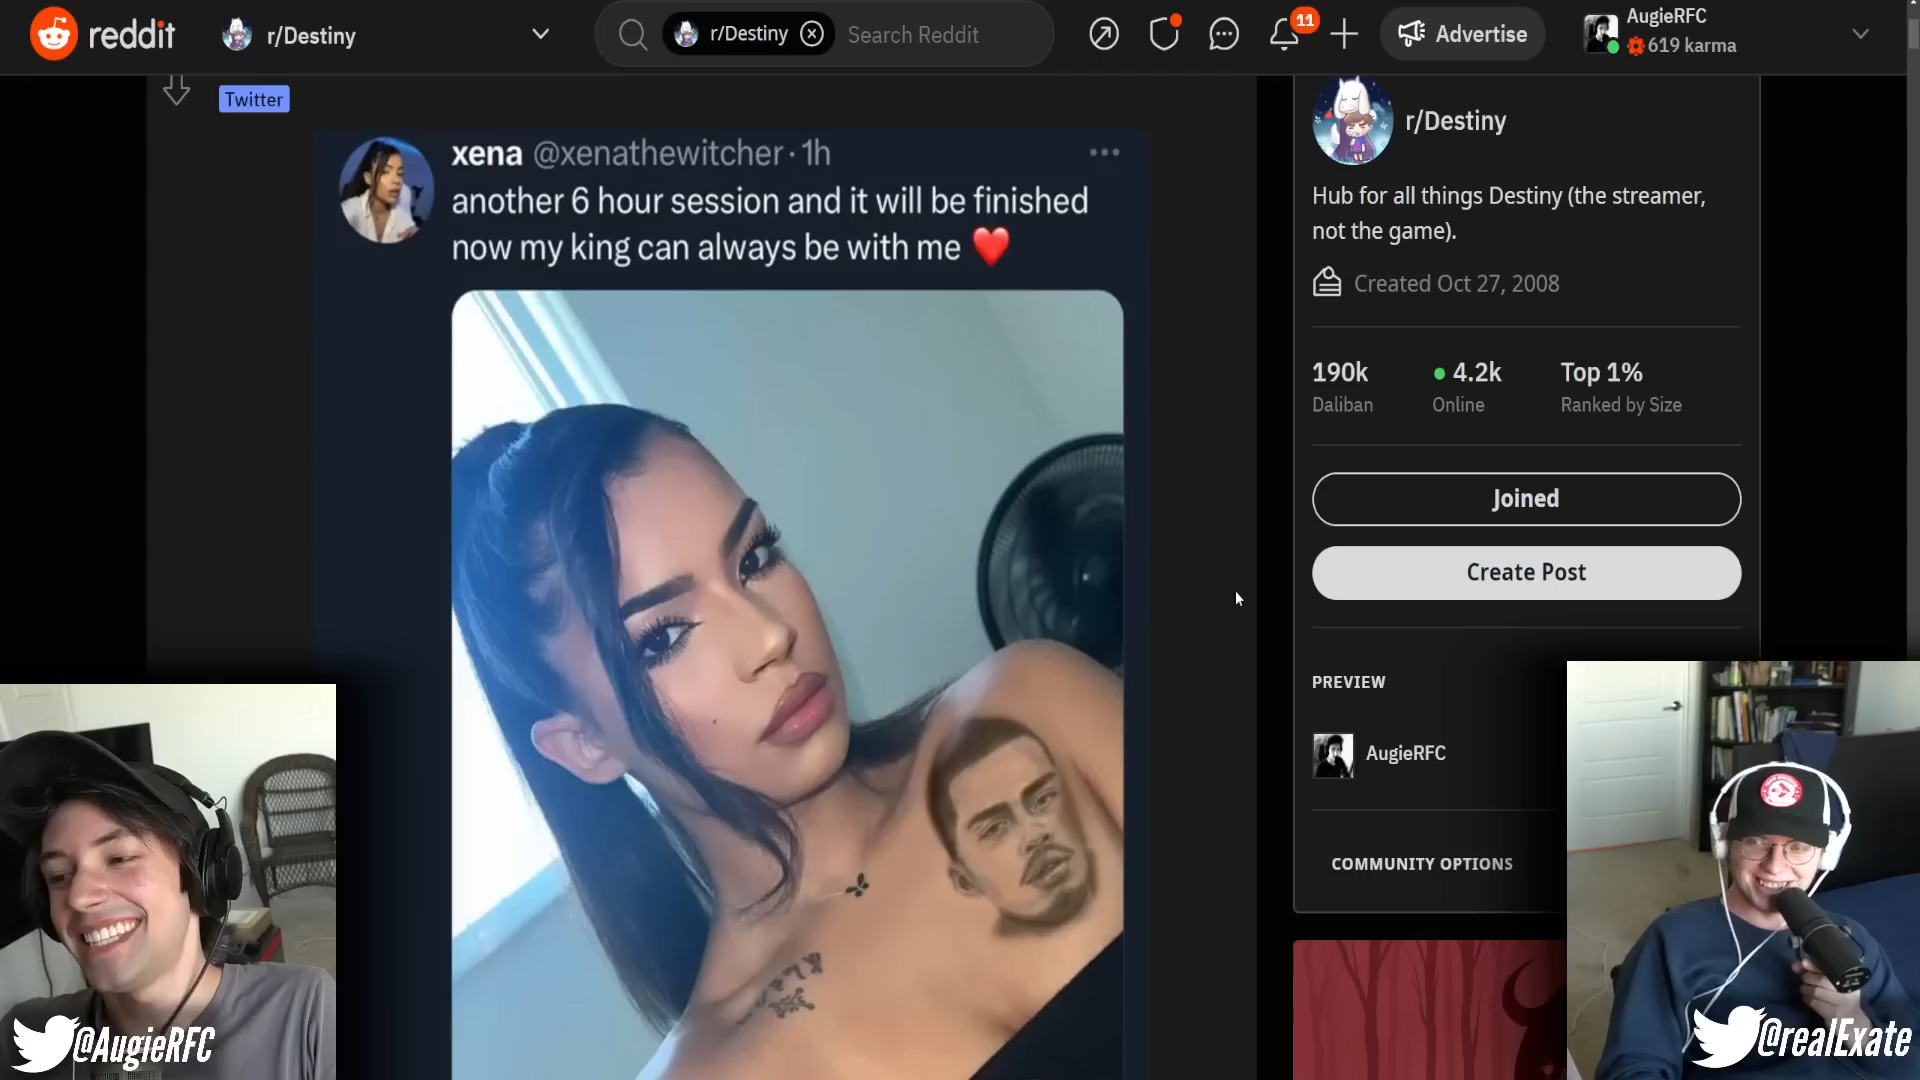 reddit
r/Destiny
r/Destiny
Search Reddit
11
Advertise
AugieRFC
619 karma
Twitter
xena @xenathewitcher · 1h
another 6 hour session and it will be finished
now my king can always be with me ❤️
r/Destiny
Hub for all things Destiny (the streamer,
not the game).
Created Oct 27, 2008
190k
4.2k
Top 1%
Daliban
Online
Ranked by Size
Joined
Create Post
PREVIEW
AugieRFC
COMMUNITY OPTIONS
@AugieRFC
@realExate